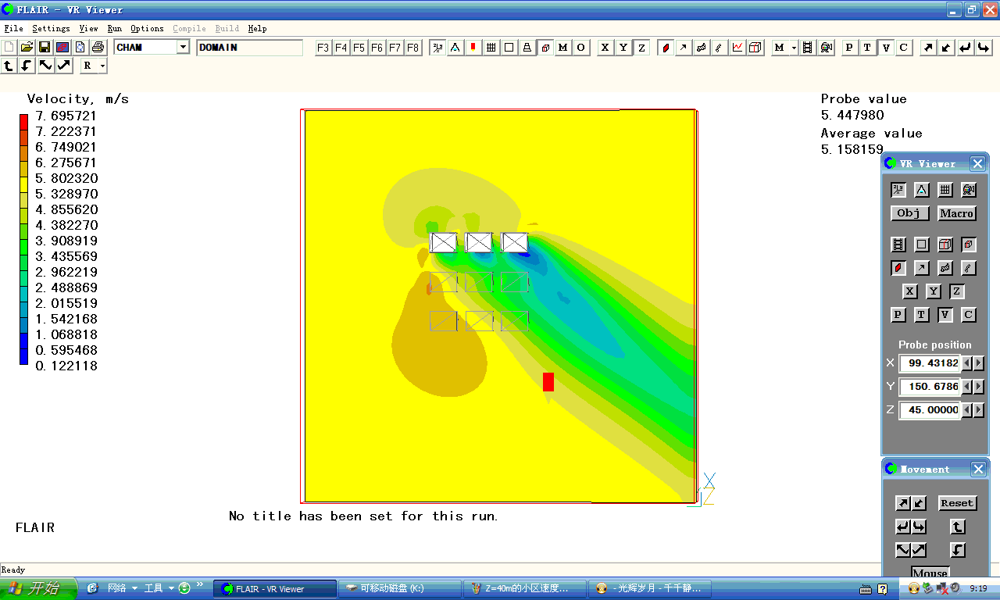 FLAIR - VR Viewer
File Settings View Run Options Compile Build Help
CHAM DOMAIN F3 F4 F5 F6 F7 F8 M O X Y Z M P T V C
R
Velocity, m/s
7.695721
7.222371
6.749021
6.275671
5.802320
5.328970
4.855620
4.382270
3.908919
3.435569
2.962219
2.488869
2.015519
1.542168
1.068818
0.595468
0.122118
Probe value
5.447980
Average value
5.158159
VR Viewer
Obj Macro
X Y Z
P T V C
Probe position
X 99.43182
Y 150.6786
Z 45.00000
X
Z
Movement
Reset
Mouse
No title has been set for this run.
FLAIR
Ready
开始 网络 工具 » FLAIR - VR Viewer 可移动磁盘 (K:) Z=40m的小区速度... - 光辉岁月 - 千千静... 9:19